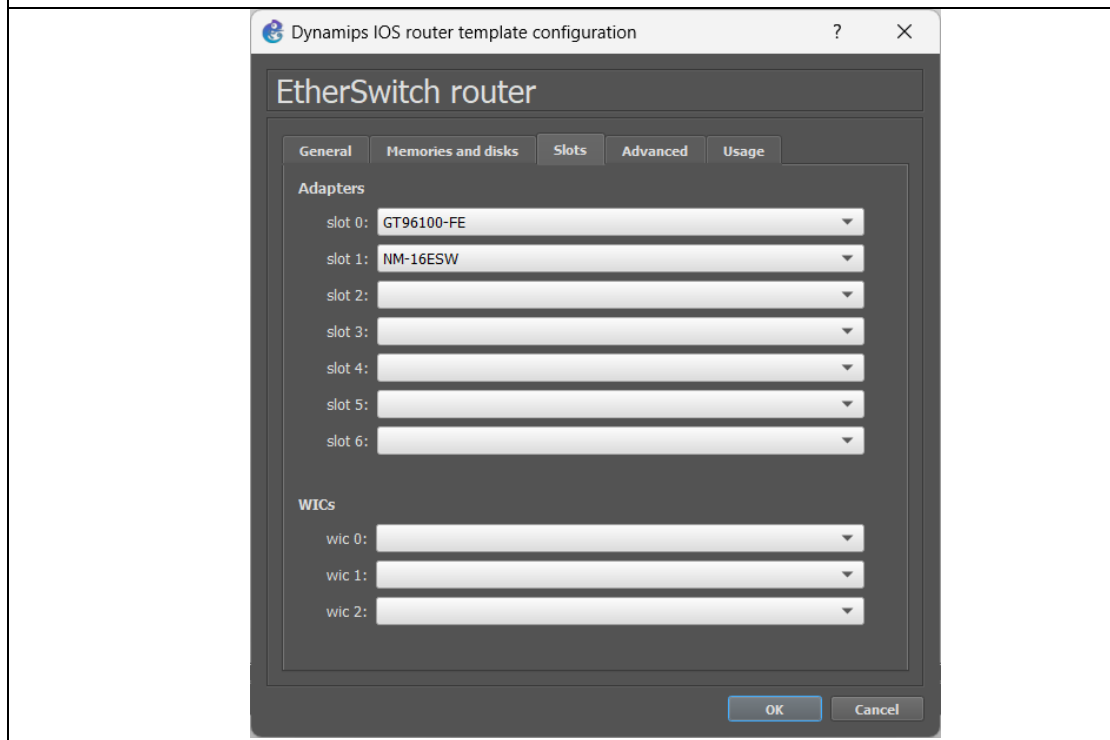 Dynamips IOS router template configuration ?
EtherSwitch router
General Memories and disks Slots Advanced Usage
Adapters
slot 0: GT96100-FE
slot 1: NM-16ESW
slot 2:
slot 3:
slot 4:
slot 5:
slot 6:
WICs
wic 0:
wic 1:
wic 2:
OK Cancel